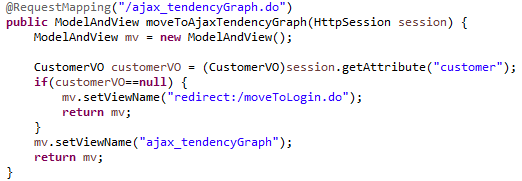 @RequestMapping("/ajax_tendencyGraph.do")
public ModelAndView moveToAjaxTendencyGraph(HttpSession session) {
    ModelAndView mv = new ModelAndView();

    CustomerVO customerVO = (CustomerVO)session.getAttribute("customer");
    if(customerVO==null) {
        mv.setViewName("redirect:/moveToLogin.do");
        return mv;
    }
    mv.setViewName("ajax_tendencyGraph");
    return mv;
}